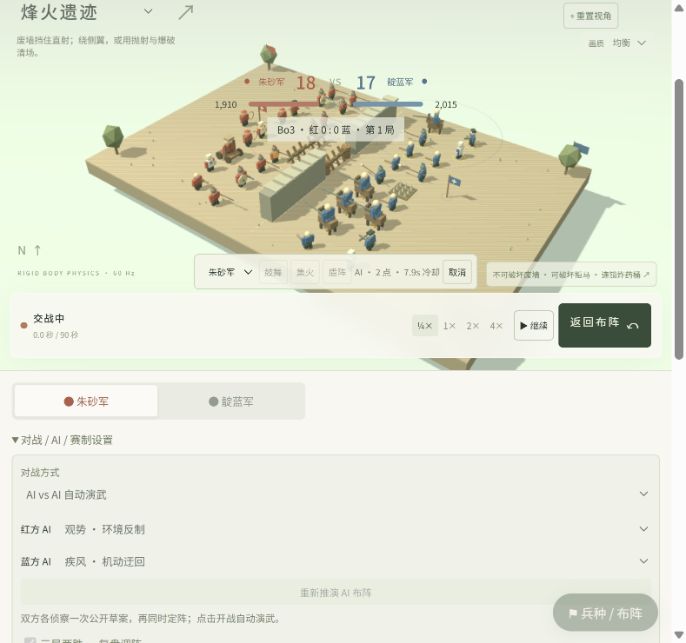 烽火遗迹
废墙挡住直射；绕侧翼，或用抛射与爆破
清场。
重置视角
画质 均衡
朱砂军 18 VS 17 靛蓝军
1,910 2,015
Bo3 · 红 0 : 0 蓝 · 第 1 局
N ↑
RIGID BODY PHYSICS · 60 Hz
朱砂军 鼓舞 集火 盾阵 AI · 2 点 · 7.9s 冷却 取消
不可破坏废墙 · 可破坏拒马 · 连锁炸药桶 ↗
交战中
0.0 秒 / 90 秒
¼× 1× 2× 4× ▶ 继续 返回布阵
朱砂军 靛蓝军
▼对战 / AI / 赛制设置
对战方式
AI vs AI 自动演武
红方 AI 观势 · 环境反制
蓝方 AI 疾风 · 机动迂回
重新推演 AI 布阵
双方各侦察一次公开草案，再同时定阵；点击开战自动演武。
兵种 / 布阵